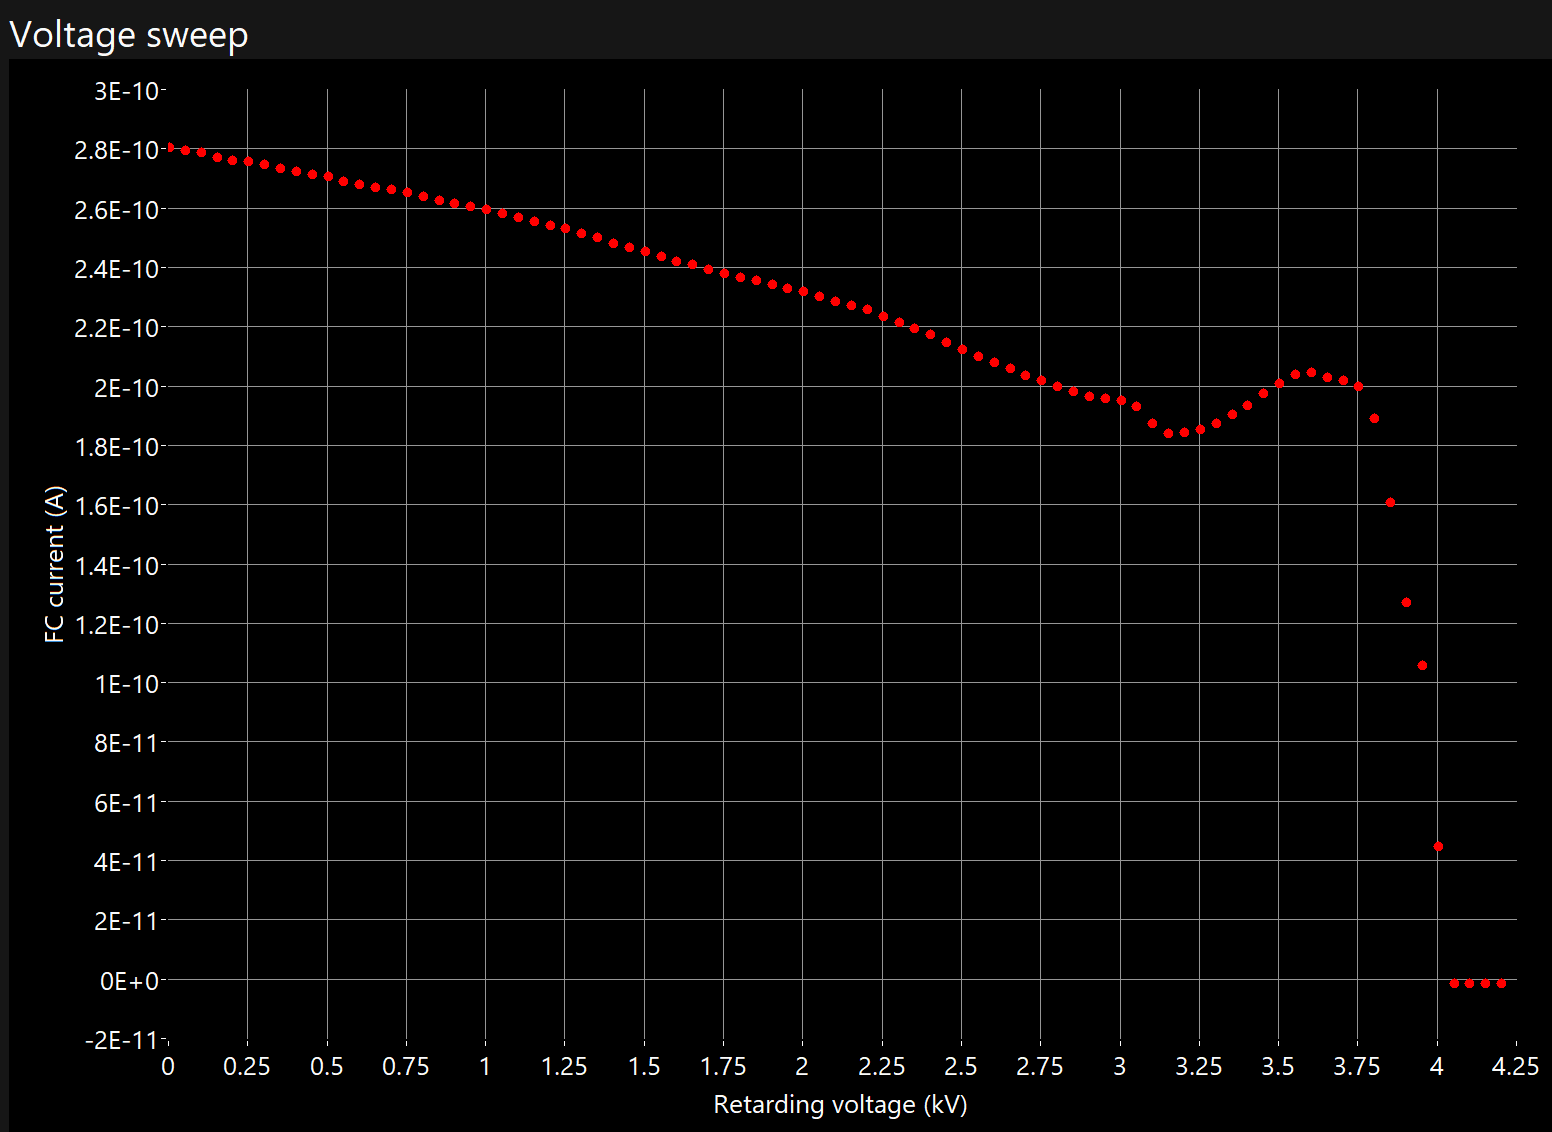 Voltage sweep
3E-10
2.8E-10
2.6E-10
2.4E-10
2.2E-10
2E-10
1.8E-10
1.6E-10
1.4E-10
1.2E-10
1E-10
8E-11
6E-11
4E-11
2E-11
0E+0
-2E-11
FC current (A)
0 0.25 0.5 0.75 1 1.25 1.5 1.75 2 2.25 2.5 2.75 3 3.25 3.5 3.75 4 4.25
Retarding voltage (kV)